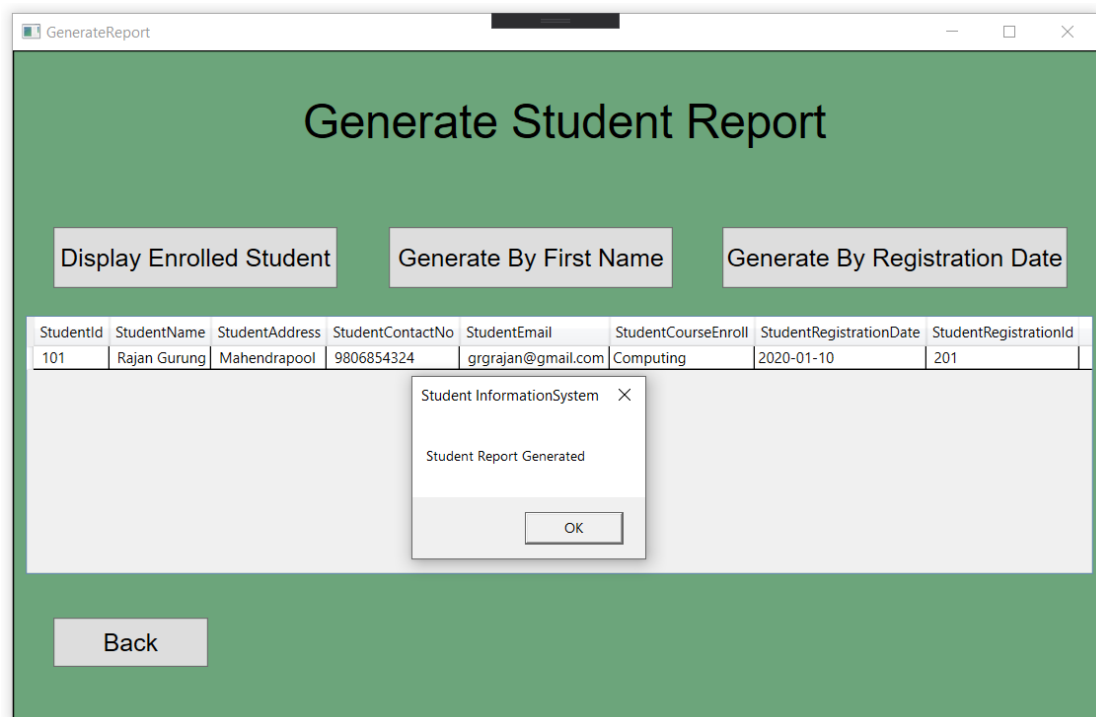 GenerateReport
Generate Student Report
Display Enrolled Student Generate By First Name Generate By Registration Date
StudentId StudentName StudentAddress StudentContactNo StudentEmail StudentCourseEnroll StudentRegistrationDate StudentRegistrationId
101 Rajan Gurung Mahendrapool 9806854324 grgrajan@gmail.com Computing 2020-01-10 201
Student InformationSystem
Student Report Generated
OK
Back